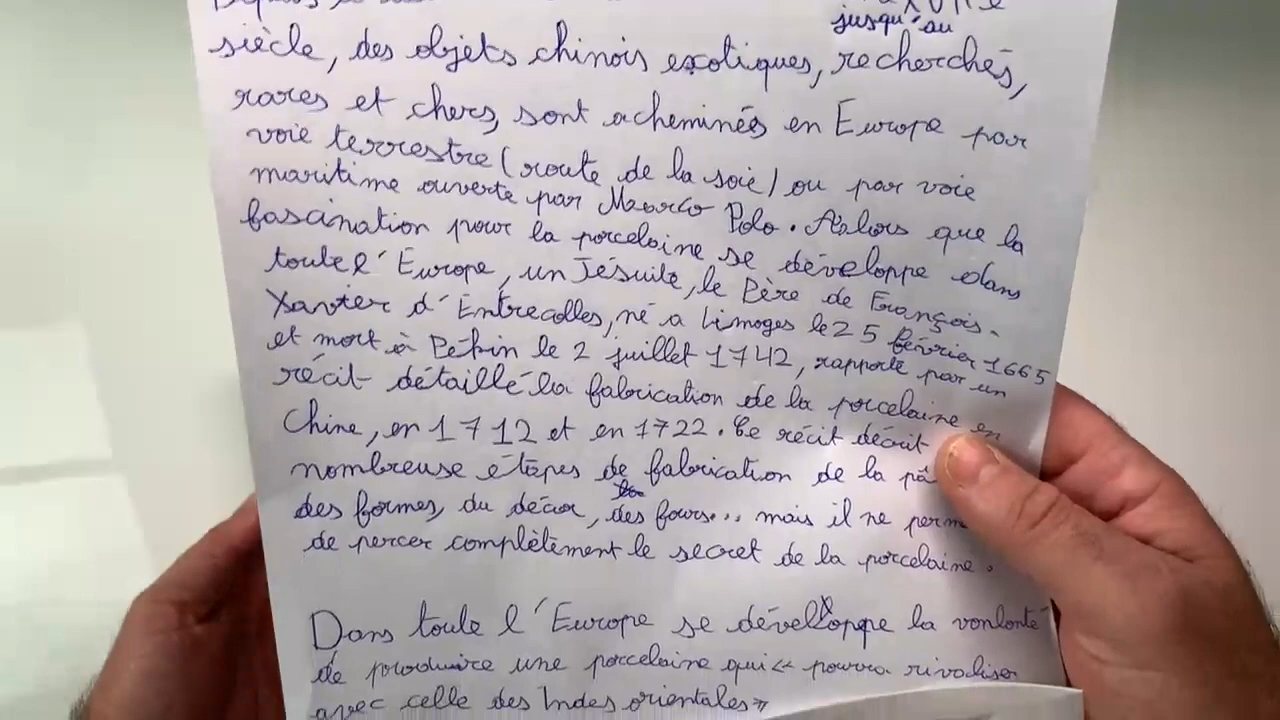 Depuis le
jusqu'au
siècle, des objets chinois exotiques, recherchés,
rares et chers, sont acheminés en Europe par
voie terrestre (route de la soie) ou par voie
maritime ouverte par Marco Polo. Alors que la
fascination pour la porcelaine se développe dans
toute l'Europe, un Jésuite, le Père de François-
Xavier d'Entrecolles, né a Limoges le 25 février 1665
et mort à Pékin le 2 juillet 1742, rapporte par un
récit détaillé la fabrication de la porcelaine en
Chine, en 1712 et en 1722. Ce récit décrit
nombreuse étapes de fabrication de la
des formes, du décor, des fours... mais il ne
de percer complètement le secret de la porcelaine.
Dans toute l'Europe se développe la vonlonté
de produire une porcelaine qui « pourra rivaliser
avec celle des Indes orientales »